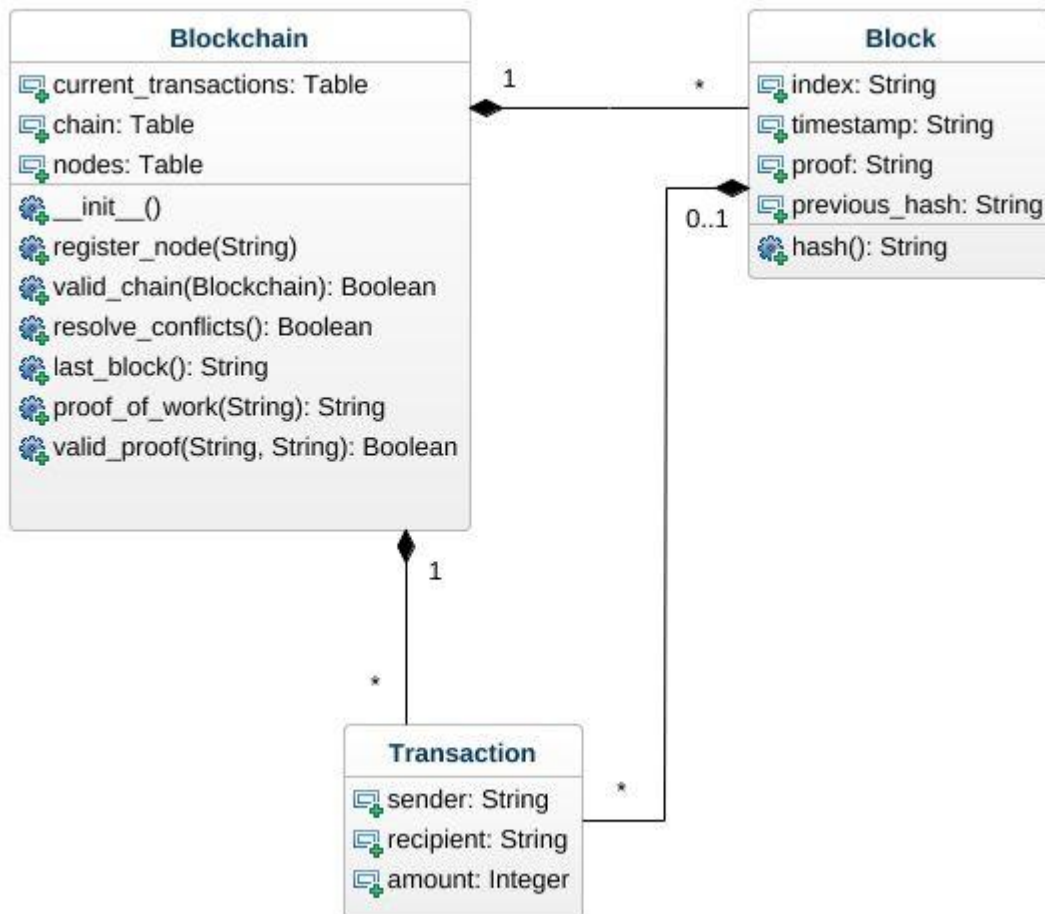 Blockchain
current_transactions: Table
chain: Table
nodes: Table
__init__()
register_node(String)
valid_chain(Blockchain): Boolean
resolve_conflicts(): Boolean
last_block(): String
proof_of_work(String): String
valid_proof(String, String): Boolean
1
*
Block
index: String
timestamp: String
proof: String
previous_hash: String
hash(): String
0..1
1
*
*
Transaction
sender: String
recipient: String
amount: Integer